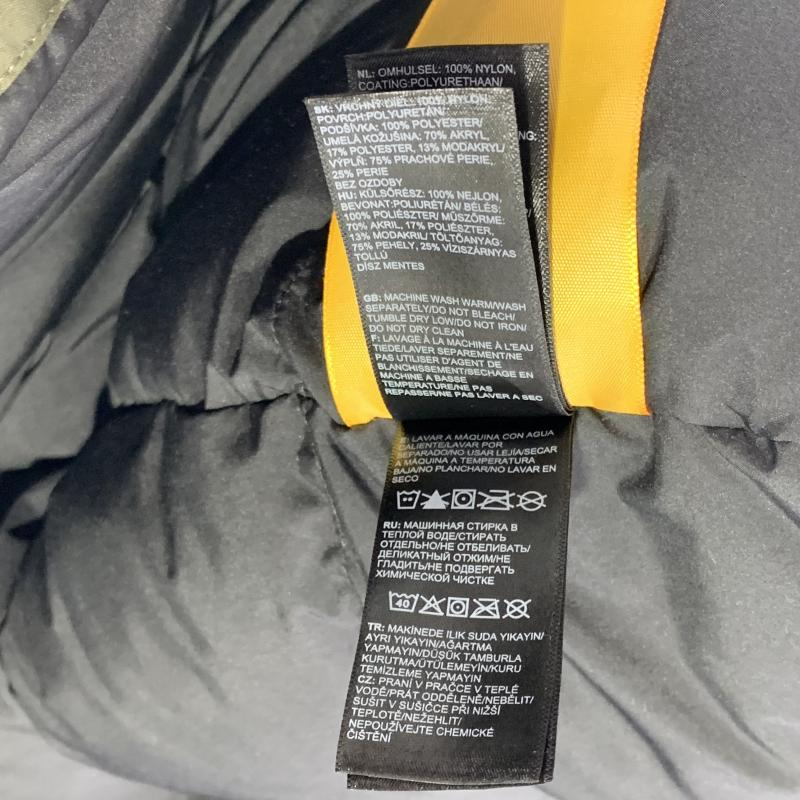 NL: OMHULSEL: 100% NYLON,
COATING:POLYURETHAAN/
SK: VRCHNÝ DIEL: 100% NYLON,
POVRCH:POLYURETÁN/
PODŠÍVKA: 100% POLYESTER/
UMELÁ KOŽUŠINA: 70% AKRYL,
17% POLYESTER, 13% MODAKRYL/
VÝPLŇ: 75% PRACHOVÉ PERIE,
25% PERIE
BEZ OZDOBY
HU: KÜLSŐRÉSZ: 100% NEJLON,
BEVONAT:POLIURETÁN/ BÉLÉS:
100% POLIÉSZTER/ MŰSZŐRME:
70% AKRIL, 17% POLIÉSZTER,
13% MODAKRIL/ TÖLTŐANYAG:
75% PEHELY, 25% VÍZISZÁRNYAS
TOLLÚ
DÍSZ MENTES
GB: MACHINE WASH WARM/WASH
SEPARATELY/DO NOT BLEACH/
TUMBLE DRY LOW/DO NOT IRON/
DO NOT DRY CLEAN
F: LAVAGE À LA MACHINE À L'EAU
TIEDE/LAVER SEPAREMENT/NE
PAS UTILISER D'AGENT DE
BLANCHISSEMENT/SECHAGE EN
MACHINE A BASSE
TEMPERATURE/NE PAS
REPASSER/NE PAS LAVER A SEC
E: LAVAR A MÁQUINA CON AGUA
CALIENTE/LAVAR POR
SEPARADO/NO USAR LEJÍA/SECAR
A MÁQUINA A TEMPERATURA
BAJA/NO PLANCHAR/NO LAVAR EN
SECO
RU: МАШИННАЯ СТИРКА В
ТЕПЛОЙ ВОДЕ/СТИРАТЬ
ОТДЕЛЬНО/НЕ ОТБЕЛИВАТЬ/
ДЕЛИКАТНЫЙ ОТЖИМ/НЕ
ГЛАДИТЬ/НЕ ПОДВЕРГАТЬ
ХИМИЧЕСКОЙ ЧИСТКЕ
40
TR: MAKİNEDE ILIK SUDA YIKAYIN/
AYRI YIKAYIN/AĞARTMA
YAPMAYIN/DÜŞÜK TAMBURLA
KURUTMA/ÜTÜLEMEYİN/KURU
TEMİZLEME YAPMAYIN
CZ: PRANÍ V PRAČCE V TEPLÉ
VODĚ/PRÁT ODDĚLENĚ/NEBĚLIT/
SUŠIT V SUŠIČCE PŘI NIŽŠÍ
TEPLOTĚ/NEŽEHLIT/
NEPOUŽÍVEJTE CHEMICKÉ
ČIŠTĚNÍ